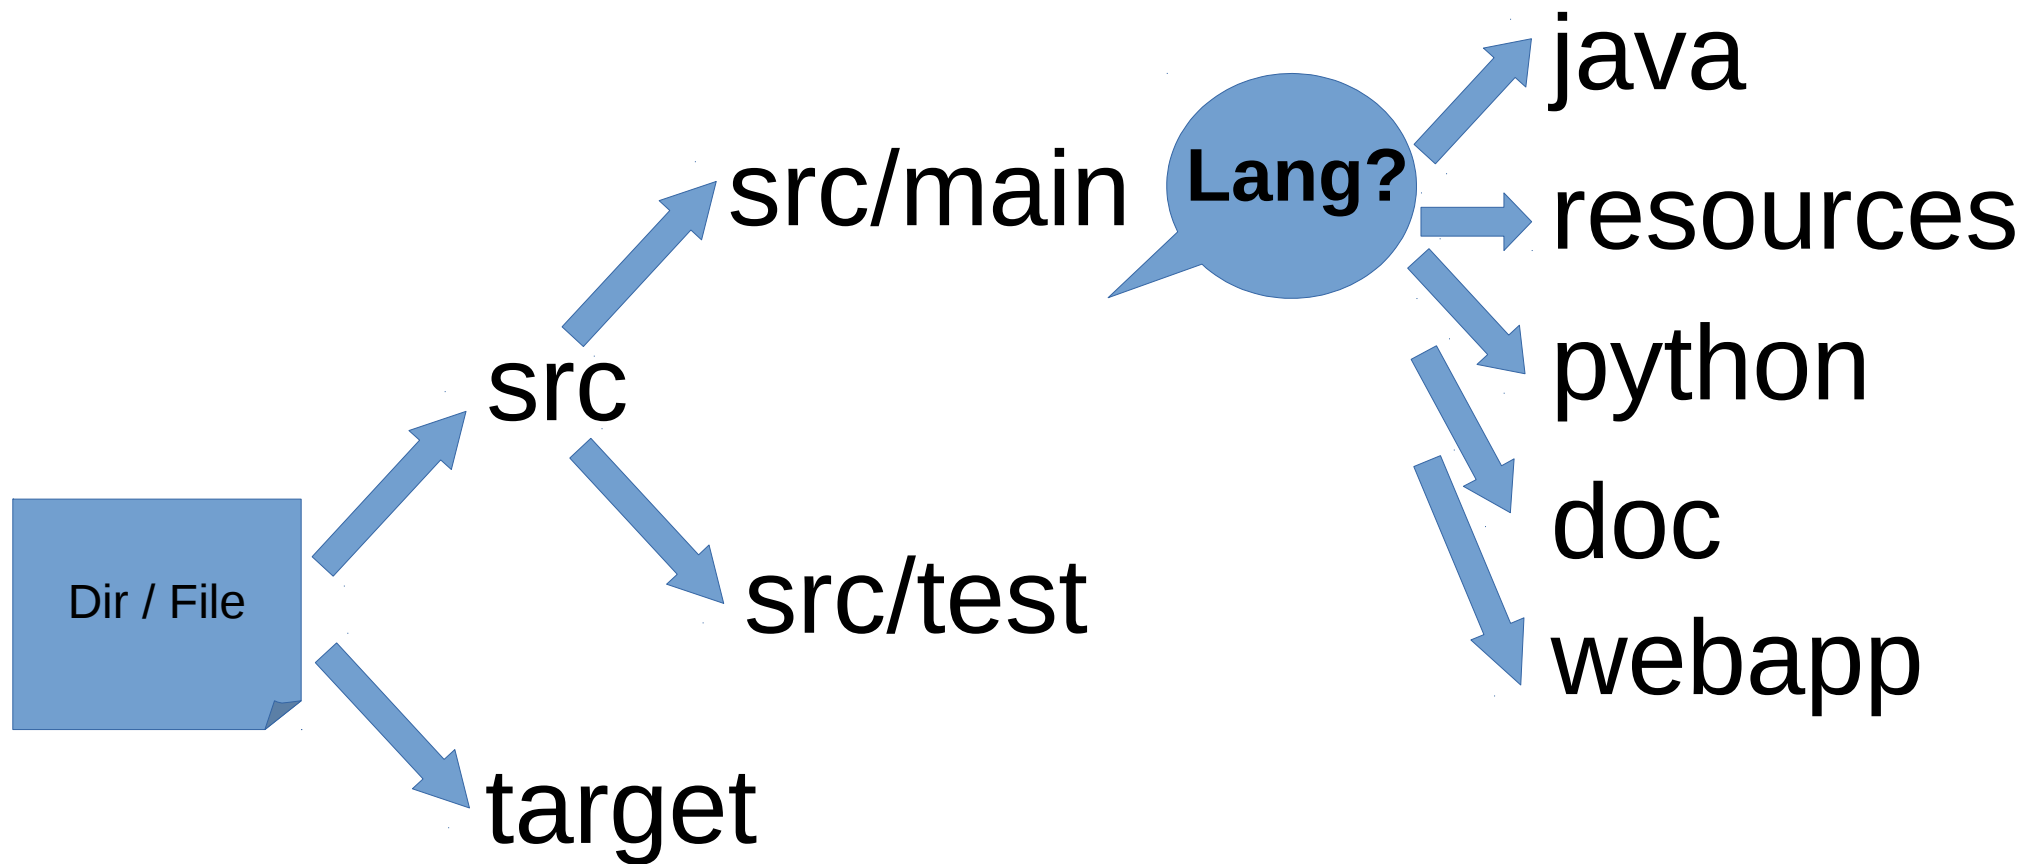 Dir / File
src
target
src/main
src/test
Lang?
java
resources
python
doc
webapp